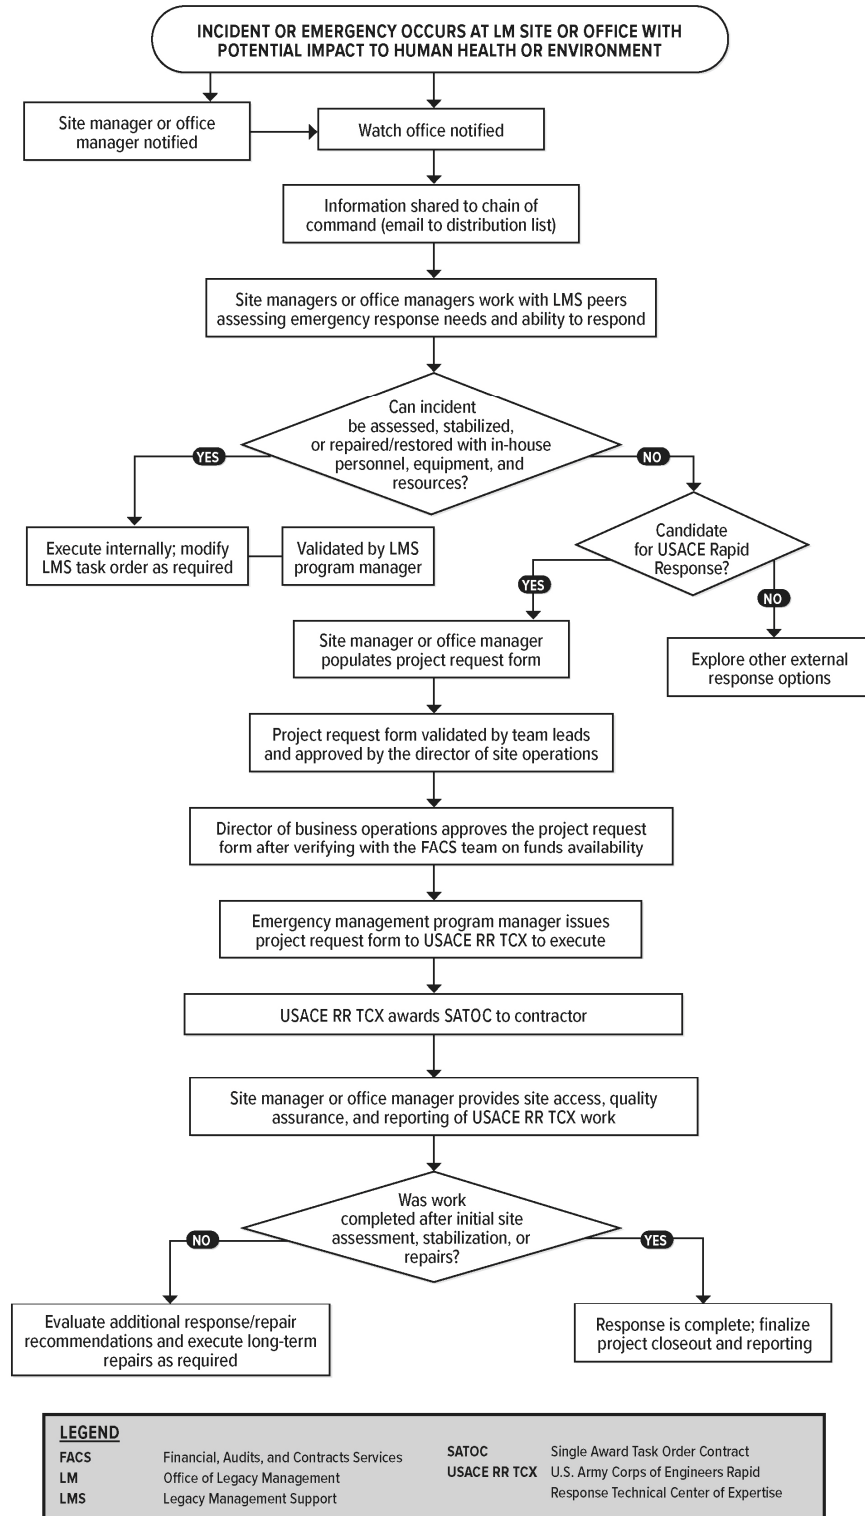 INCIDENT OR EMERGENCY OCCURS AT LM SITE OR OFFICE WITH
POTENTIAL IMPACT TO HUMAN HEALTH OR ENVIRONMENT
Site manager or office
manager notified
Watch office notified
Information shared to chain of
command (email to distribution list)
Site managers or office managers work with LMS peers
assessing emergency response needs and ability to respond
Can incident
be assessed, stabilized,
or repaired/restored with in-house
personnel, equipment, and
resources?
YES
NO
Execute internally; modify
LMS task order as required
Validated by LMS
program manager
Candidate
for USACE Rapid
Response?
YES
NO
Site manager or office manager
populates project request form
Explore other external
response options
Project request form validated by team leads
and approved by the director of site operations
Director of business operations approves the project request
form after verifying with the FACS team on funds availability
Emergency management program manager issues
project request form to USACE RR TCX to execute
USACE RR TCX awards SATOC to contractor
Site manager or office manager provides site access, quality
assurance, and reporting of USACE RR TCX work
Was work
completed after initial site
assessment, stabilization, or
repairs?
NO
YES
Evaluate additional response/repair
recommendations and execute long-term
repairs as required
Response is complete; finalize
project closeout and reporting
LEGEND
FACS Financial, Audits, and Contracts Services
LM Office of Legacy Management
LMS Legacy Management Support
SATOC Single Award Task Order Contract
USACE RR TCX U.S. Army Corps of Engineers Rapid
Response Technical Center of Expertise